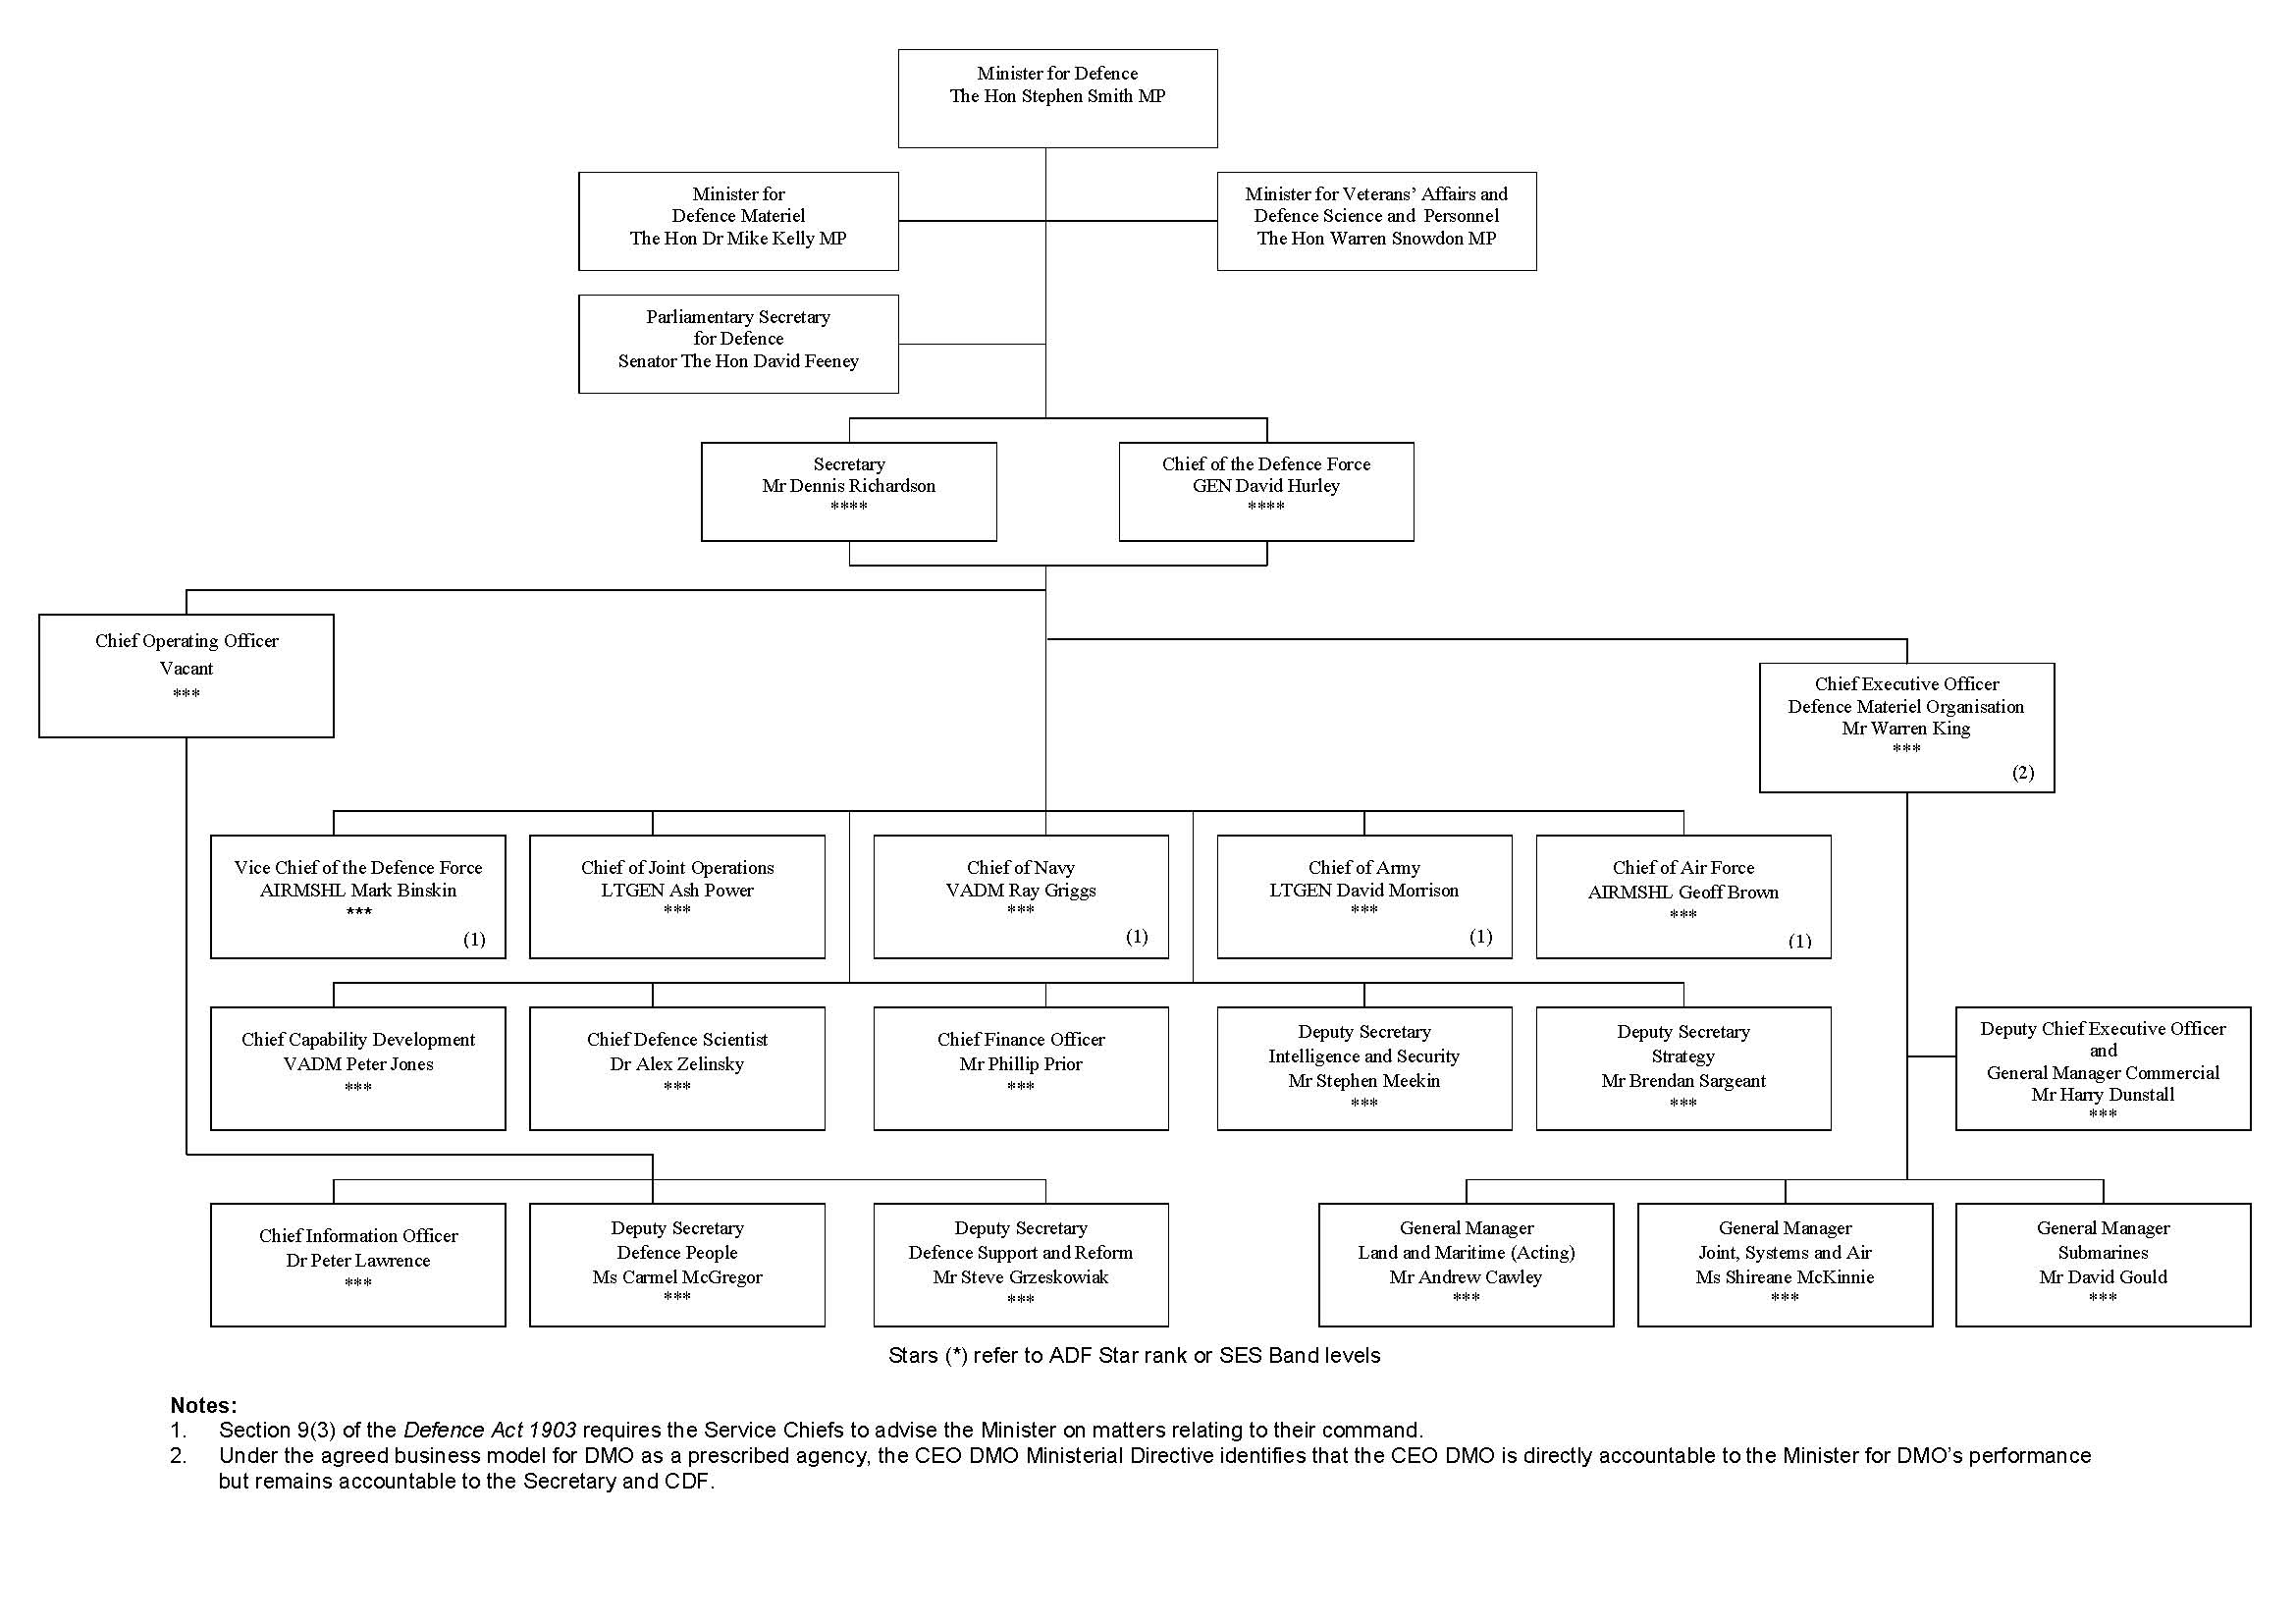 Minister for Defence
The Hon Stephen Smith MP
Minister for
Defence Materiel
The Hon Dr Mike Kelly MP
Minister for Veterans’ Affairs and
Defence Science and Personnel
The Hon Warren Snowdon MP
Parliamentary Secretary
for Defence
Senator The Hon David Feeney
Secretary
Mr Dennis Richardson
****
Chief of the Defence Force
GEN David Hurley
****
Chief Operating Officer
Vacant
***
Chief Executive Officer
Defence Materiel Organisation
Mr Warren King
***
(2)
Vice Chief of the Defence Force
AIRMSHL Mark Binskin
***
(1)
Chief of Joint Operations
LTGEN Ash Power
***
Chief of Navy
VADM Ray Griggs
***
(1)
Chief of Army
LTGEN David Morrison
***
(1)
Chief of Air Force
AIRMSHL Geoff Brown
***
(1)
Chief Capability Development
VADM Peter Jones
***
Chief Defence Scientist
Dr Alex Zelinsky
***
Chief Finance Officer
Mr Phillip Prior
***
Deputy Secretary
Intelligence and Security
Mr Stephen Meekin
***
Deputy Secretary
Strategy
Mr Brendan Sargeant
***
Deputy Chief Executive Officer
and
General Manager Commercial
Mr Harry Dunstall
***
Chief Information Officer
Dr Peter Lawrence
***
Deputy Secretary
Defence People
Ms Carmel McGregor
***
Deputy Secretary
Defence Support and Reform
Mr Steve Grzeskowiak
***
General Manager
Land and Maritime (Acting)
Mr Andrew Cawley
***
General Manager
Joint, Systems and Air
Ms Shireane McKinnie
***
General Manager
Submarines
Mr David Gould
***
Stars (*) refer to ADF Star rank or SES Band levels
Notes:
1. Section 9(3) of the Defence Act 1903 requires the Service Chiefs to advise the Minister on matters relating to their command.
2. Under the agreed business model for DMO as a prescribed agency, the CEO DMO Ministerial Directive identifies that the CEO DMO is directly accountable to the Minister for DMO’s performance
but remains accountable to the Secretary and CDF.